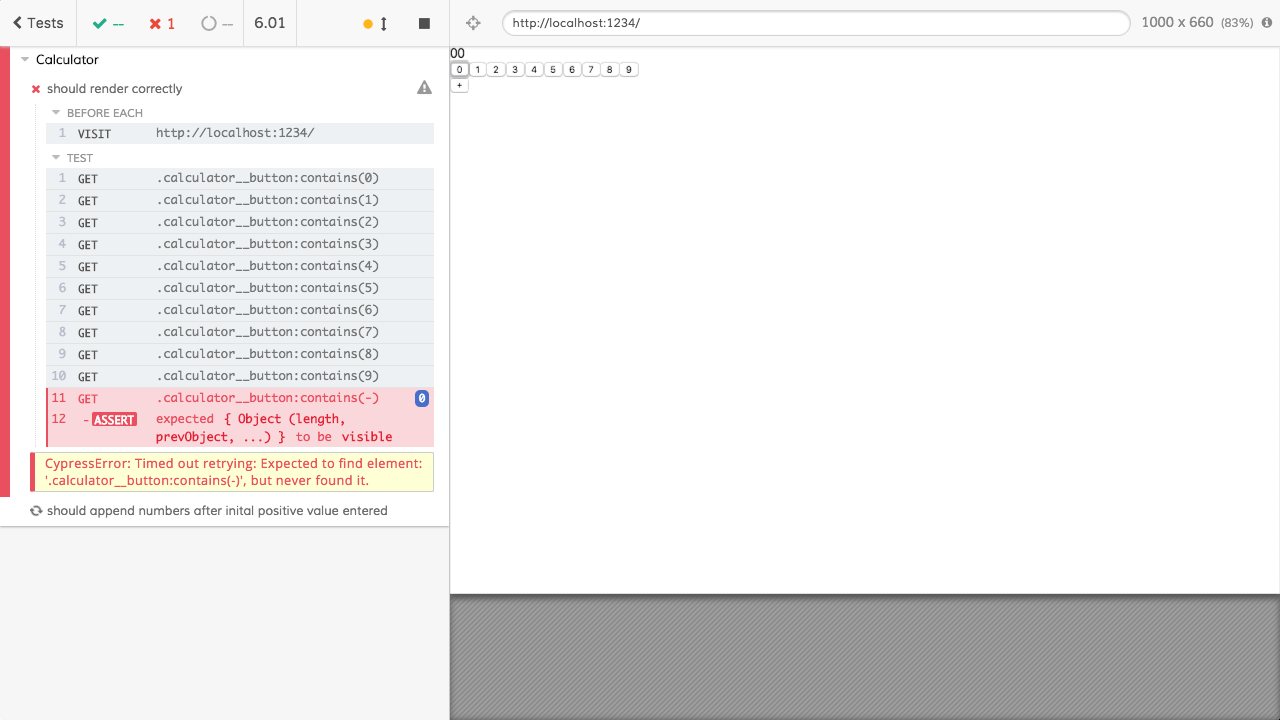 Tests -- 1 -- 6.01 http://localhost:1234/ 1000 x 660 (83%)
Calculator
should render correctly
BEFORE EACH
1 VISIT http://localhost:1234/
TEST
1 GET .calculator__button:contains(0)
2 GET .calculator__button:contains(1)
3 GET .calculator__button:contains(2)
4 GET .calculator__button:contains(3)
5 GET .calculator__button:contains(4)
6 GET .calculator__button:contains(5)
7 GET .calculator__button:contains(6)
8 GET .calculator__button:contains(7)
9 GET .calculator__button:contains(8)
10 GET .calculator__button:contains(9)
11 GET .calculator__button:contains(-) 0
12 -ASSERT expected { Object (length,
prevObject, ...) } to be visible
CypressError: Timed out retrying: Expected to find element:
'.calculator__button:contains(-)', but never found it.
should append numbers after inital positive value entered
00
0 1 2 3 4 5 6 7 8 9
+